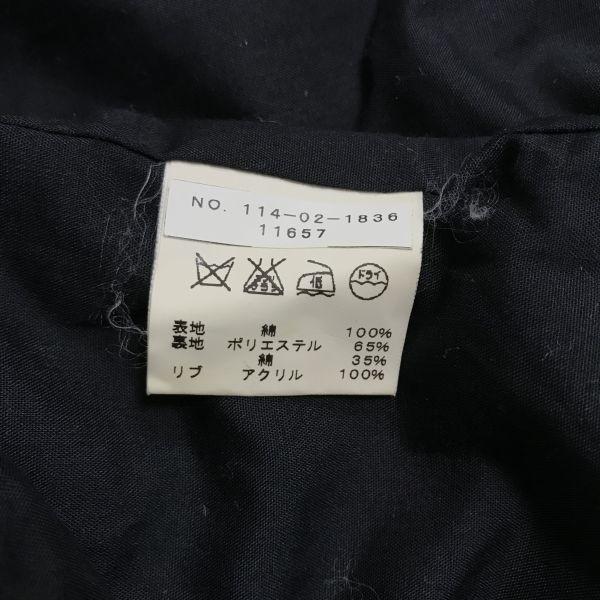 NO. 114-02-1836
11657
ドライ
表地 綿 100%
裏地 ポリエステル 65%
綿 35%
リブ アクリル 100%